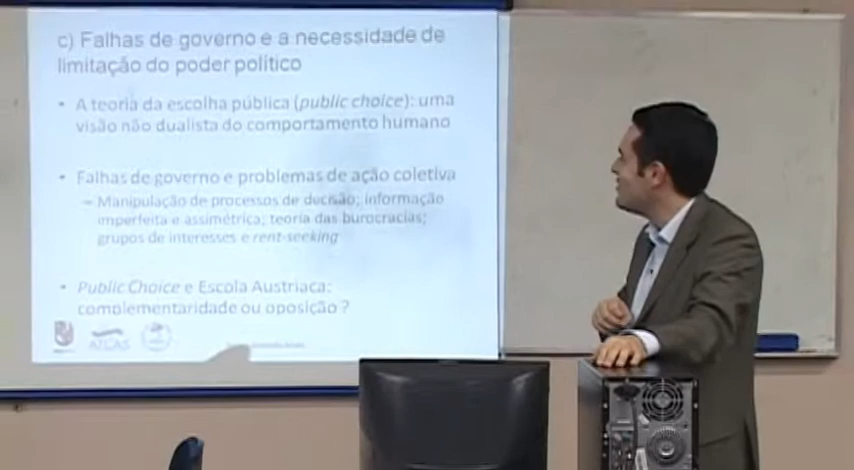 c) Falhas de governo e a necessidade de
limitação do poder político
• A teoria da escolha pública (public choice): uma
visão não dualista do comportamento humano
• Falhas de governo e problemas de ação coletiva
– Manipulação de processos de decisão; informação
imperfeita e assimétrica; teoria das burocracias;
grupos de interesses e rent-seeking
• Public Choice e Escola Austríaca:
complementaridade ou oposição ?
ATLAS